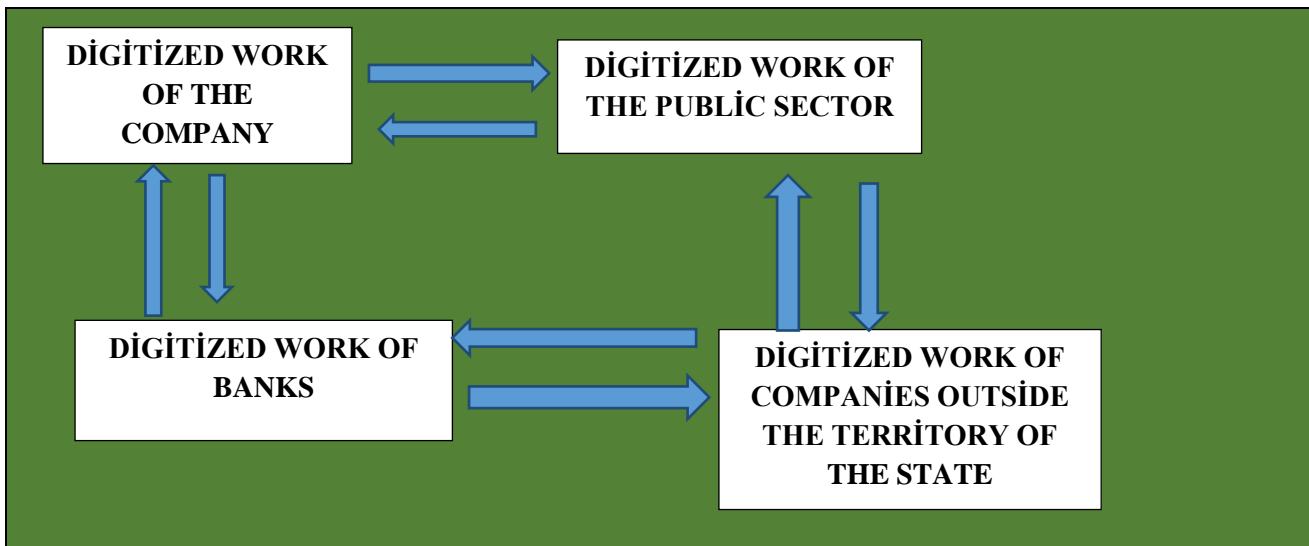 DİGİTİZED WORK
OF THE
COMPANY
DİGİTİZED WORK OF
THE PUBLİC SECTOR
DİGİTİZED WORK OF
BANKS
DİGİTİZED WORK OF
COMPANİES OUTSİDE
THE TERRİTORY OF
THE STATE